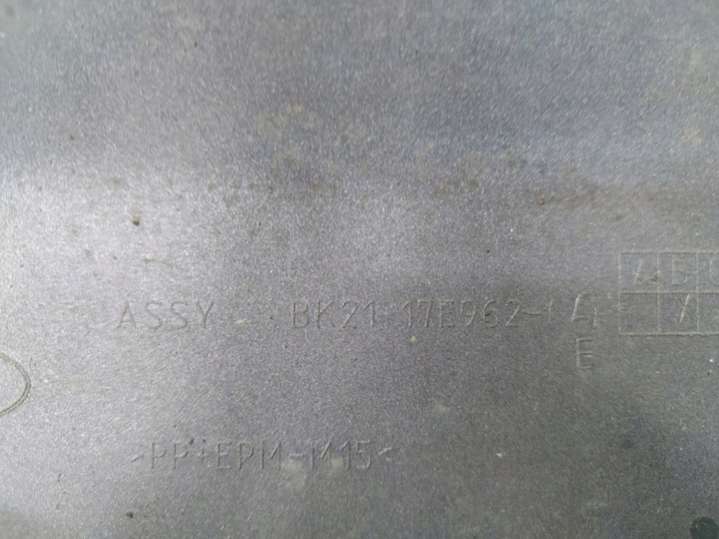 ASSY BK21-17E962-
A
E
>PP+EPM-M15<